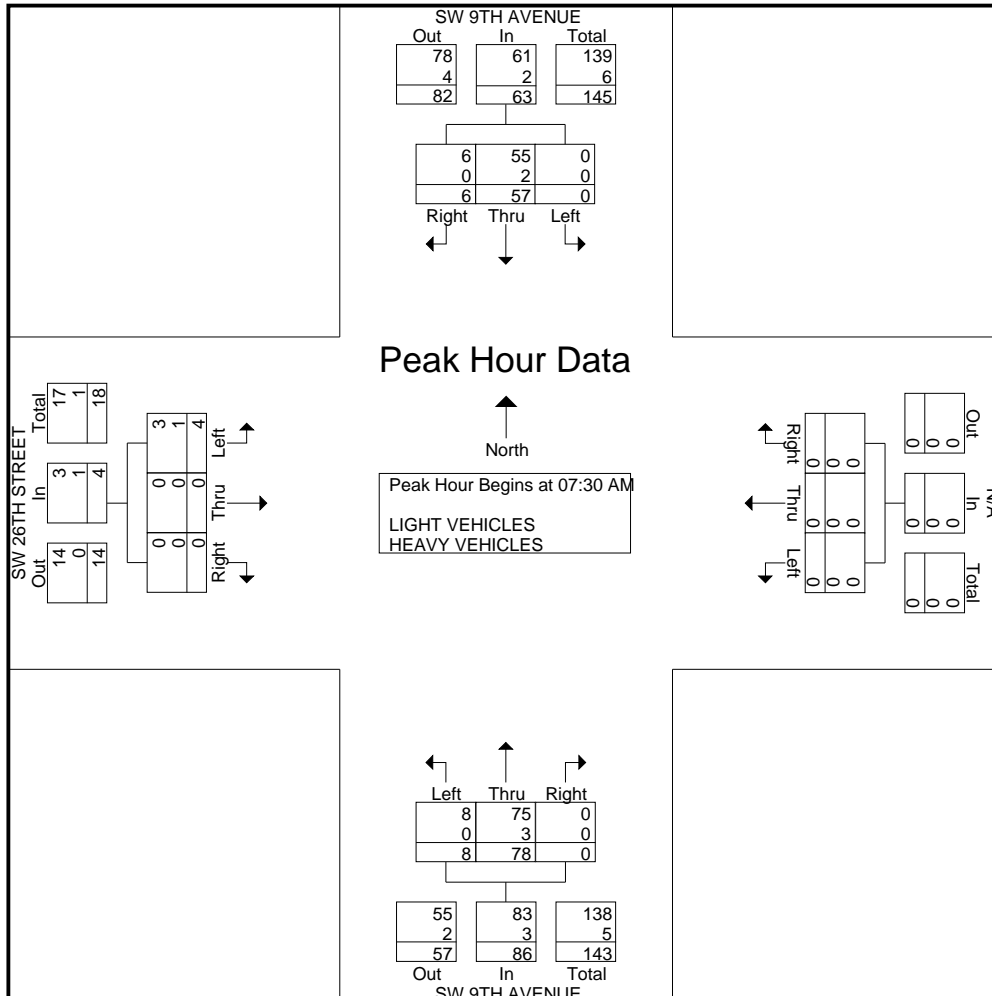 SW 9TH AVENUE
Out In Total
78 61 139
4 2 6
82 63 145
6 55 0
0 2 0
6 57 0
Right Thru Left
Peak Hour Data
North
Peak Hour Begins at 07:30 AM
LIGHT VEHICLES
HEAVY VEHICLES
SW 26TH STREET
Out In Total
14 3 17
0 1 1
14 4 18
0 0 3
0 0 1
0 0 4
Right Thru Left
N/A
Out In Total
0 0 0
0 0 0
0 0 0
0 0 0
0 0 0
0 0 0
Right Thru Left
Left Thru Right
8 75 0
0 3 0
8 78 0
55 83 138
2 3 5
57 86 143
Out In Total
SW 9TH AVENUE